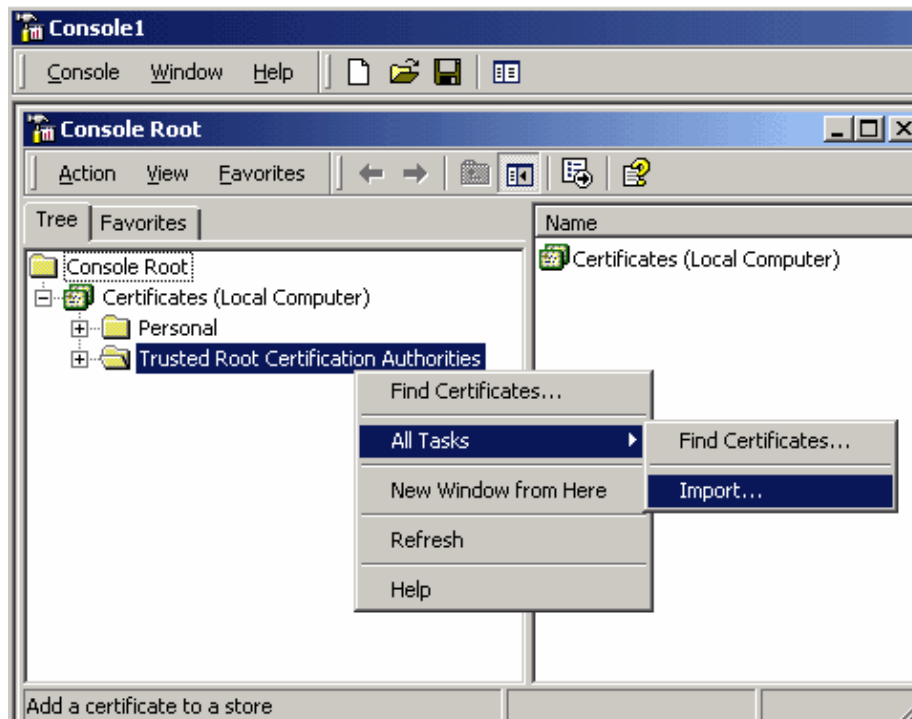 Console1
Console Window Help
Console Root
Action View Favorites
Tree Favorites
Name
Console Root
Certificates (Local Computer)
Certificates (Local Computer)
Personal
Trusted Root Certification Authorities
Find Certificates...
All Tasks
Find Certificates...
New Window from Here
Import...
Refresh
Help
Add a certificate to a store